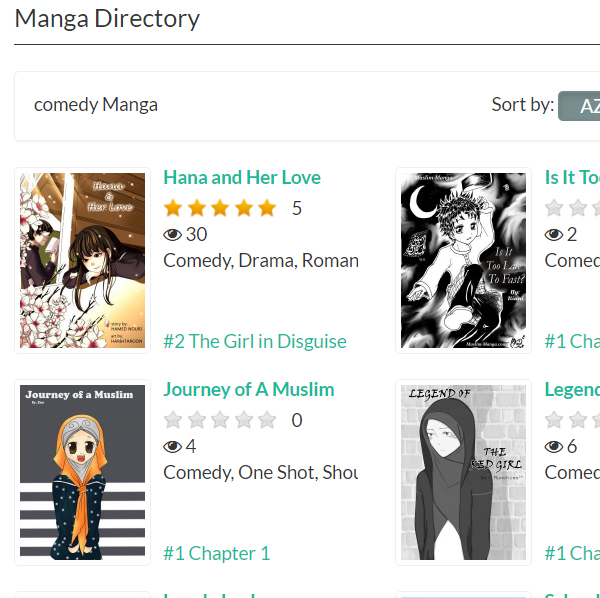 Manga Directory
comedy Manga
Sort by:
AZ
Hana and Her Love
5
30
Comedy, Drama, Roman
#2 The Girl in Disguise
Hana
&
Her Love
story by:
HAMID NOURI
art by:
HARIHTAROON
Is It To
2
Comed
#1 Cha
Muslim Manga
Is It
Too Late
To Fast?
By:
Muslim-Manga.com
Journey of A Muslim
0
4
Comedy, One Shot, Shou
#1 Chapter 1
Journey of a Muslim
Legend
6
Comed
#1 Cha
LEGEND OF
THE
RED GIRL